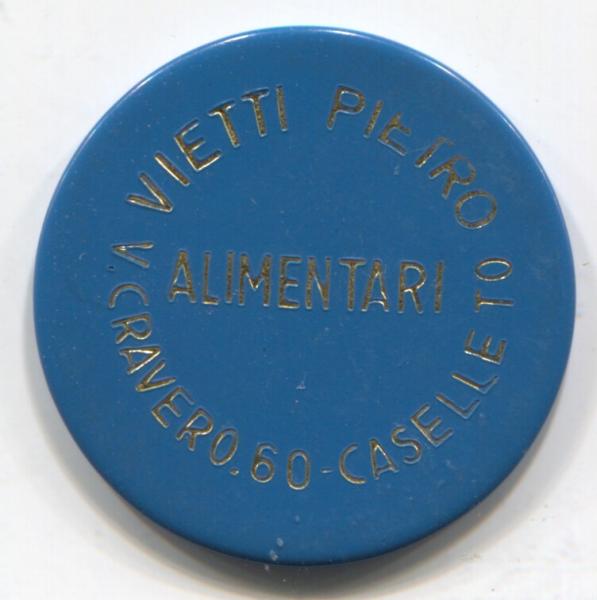 VIETTI PIETRO
ALIMENTARI
V. CRAVERO. 60 - CASELLE TO